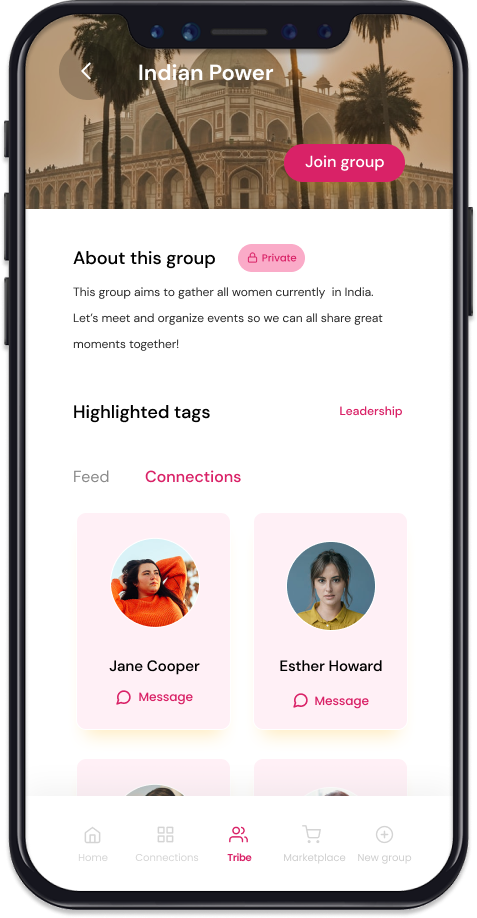 Indian Power
Join group
About this group
Private
This group aims to gather all women currently in India.
Let's meet and organize events so we can all share great
moments together!
Highlighted tags
Leadership
Feed
Connections
Jane Cooper
Esther Howard
Message
Message
Home
Connections
Tribe
Marketplace
New group